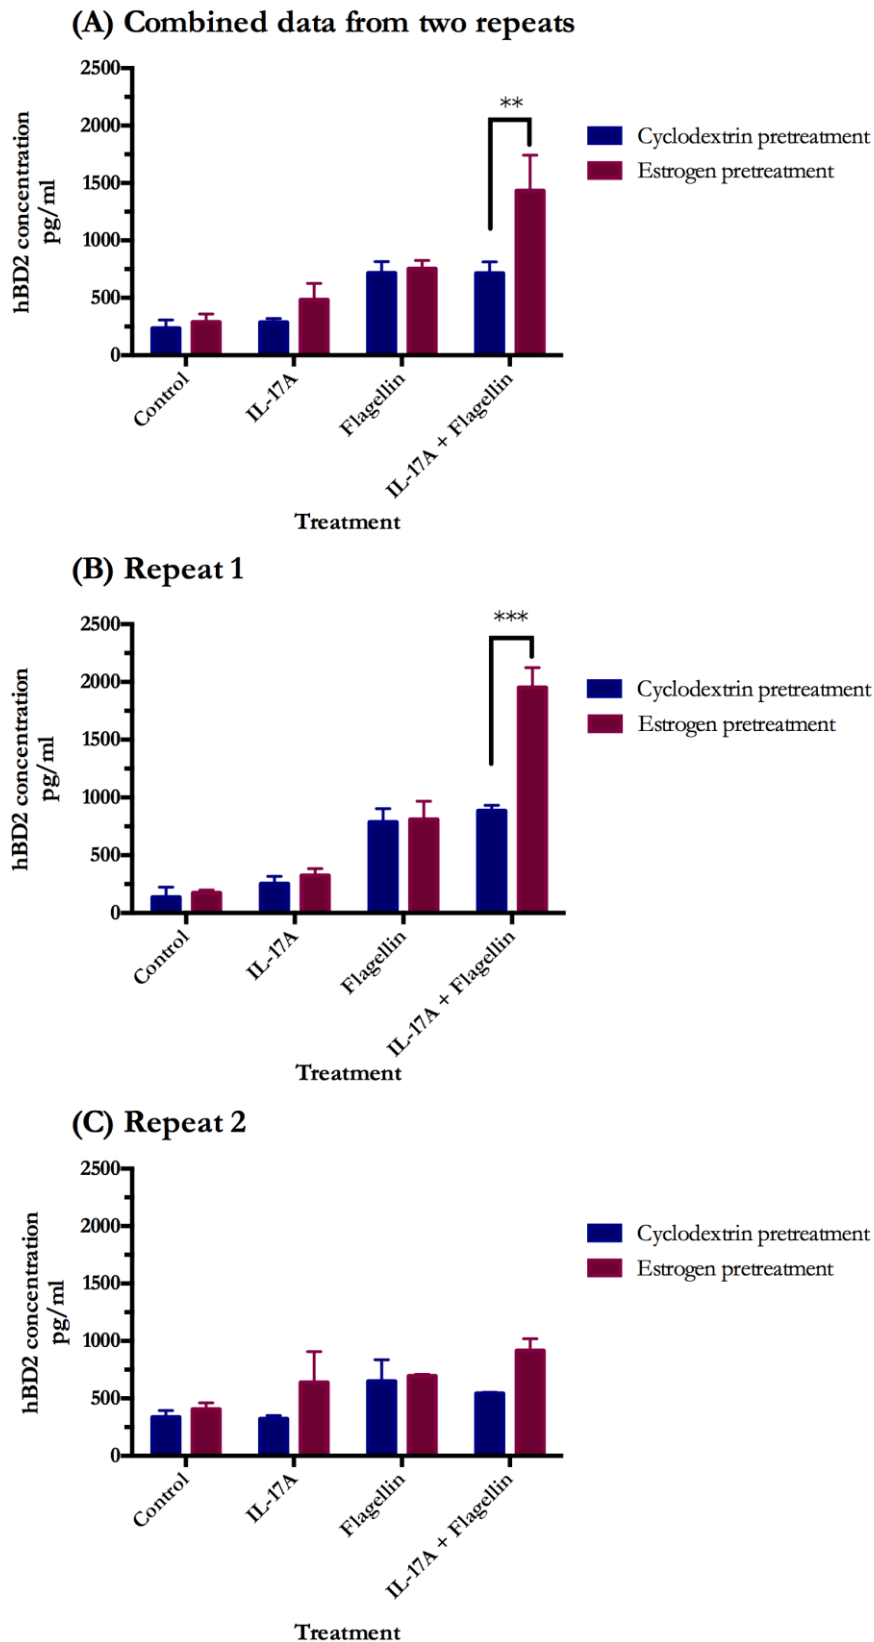 (A) Combined data from two repeats
2500
2000
1500
1000
500
0
hBD2 concentration
pg/ml
**
Cyclodextrin pretreatment
Estrogen pretreatment
Control
IL-17A
Flagellin
IL-17A + Flagellin
Treatment
(B) Repeat 1
2500
2000
1500
1000
500
0
hBD2 concentration
pg/ml
***
Cyclodextrin pretreatment
Estrogen pretreatment
Control
IL-17A
Flagellin
IL-17A + Flagellin
Treatment
(C) Repeat 2
2500
2000
1500
1000
500
0
hBD2 concentration
pg/ml
Cyclodextrin pretreatment
Estrogen pretreatment
Control
IL-17A
Flagellin
IL-17A + Flagellin
Treatment